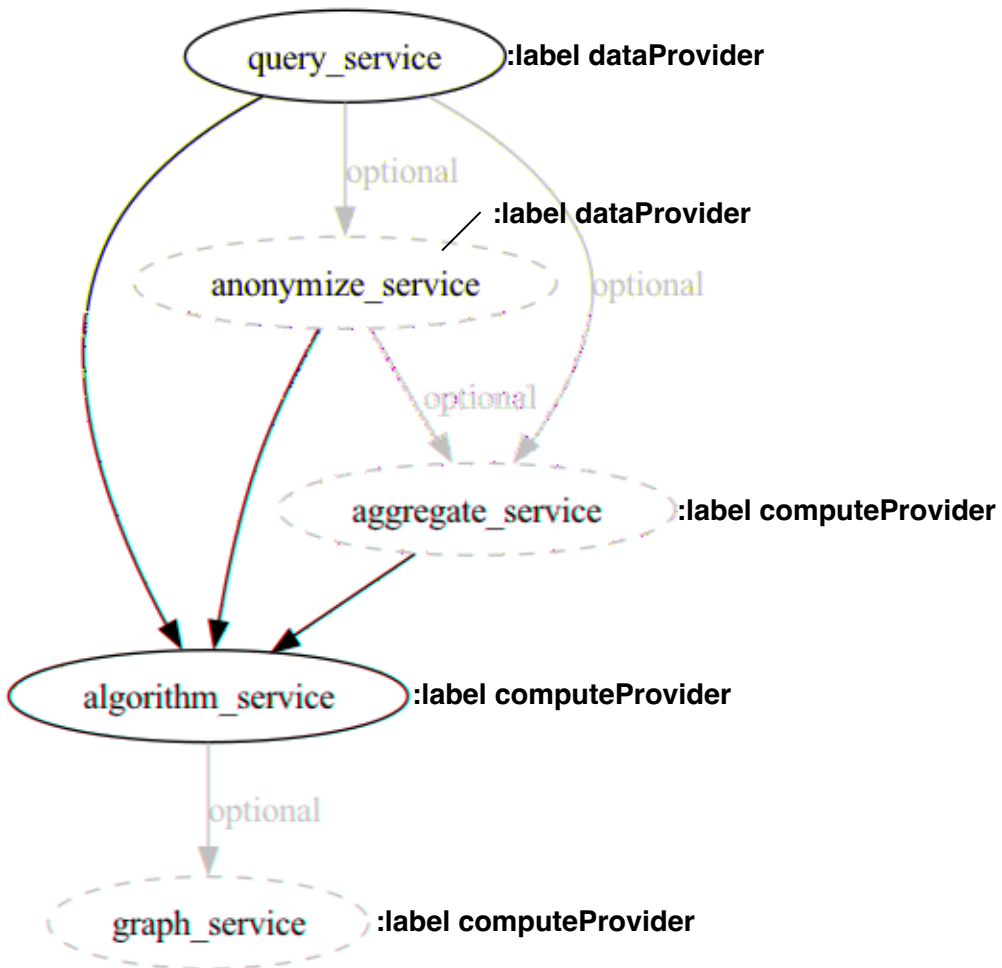 query_service :label dataProvider
optional
:label dataProvider
anonymize_service optional
optional
aggregate_service :label computeProvider
algorithm_service :label computeProvider
optional
graph_service :label computeProvider